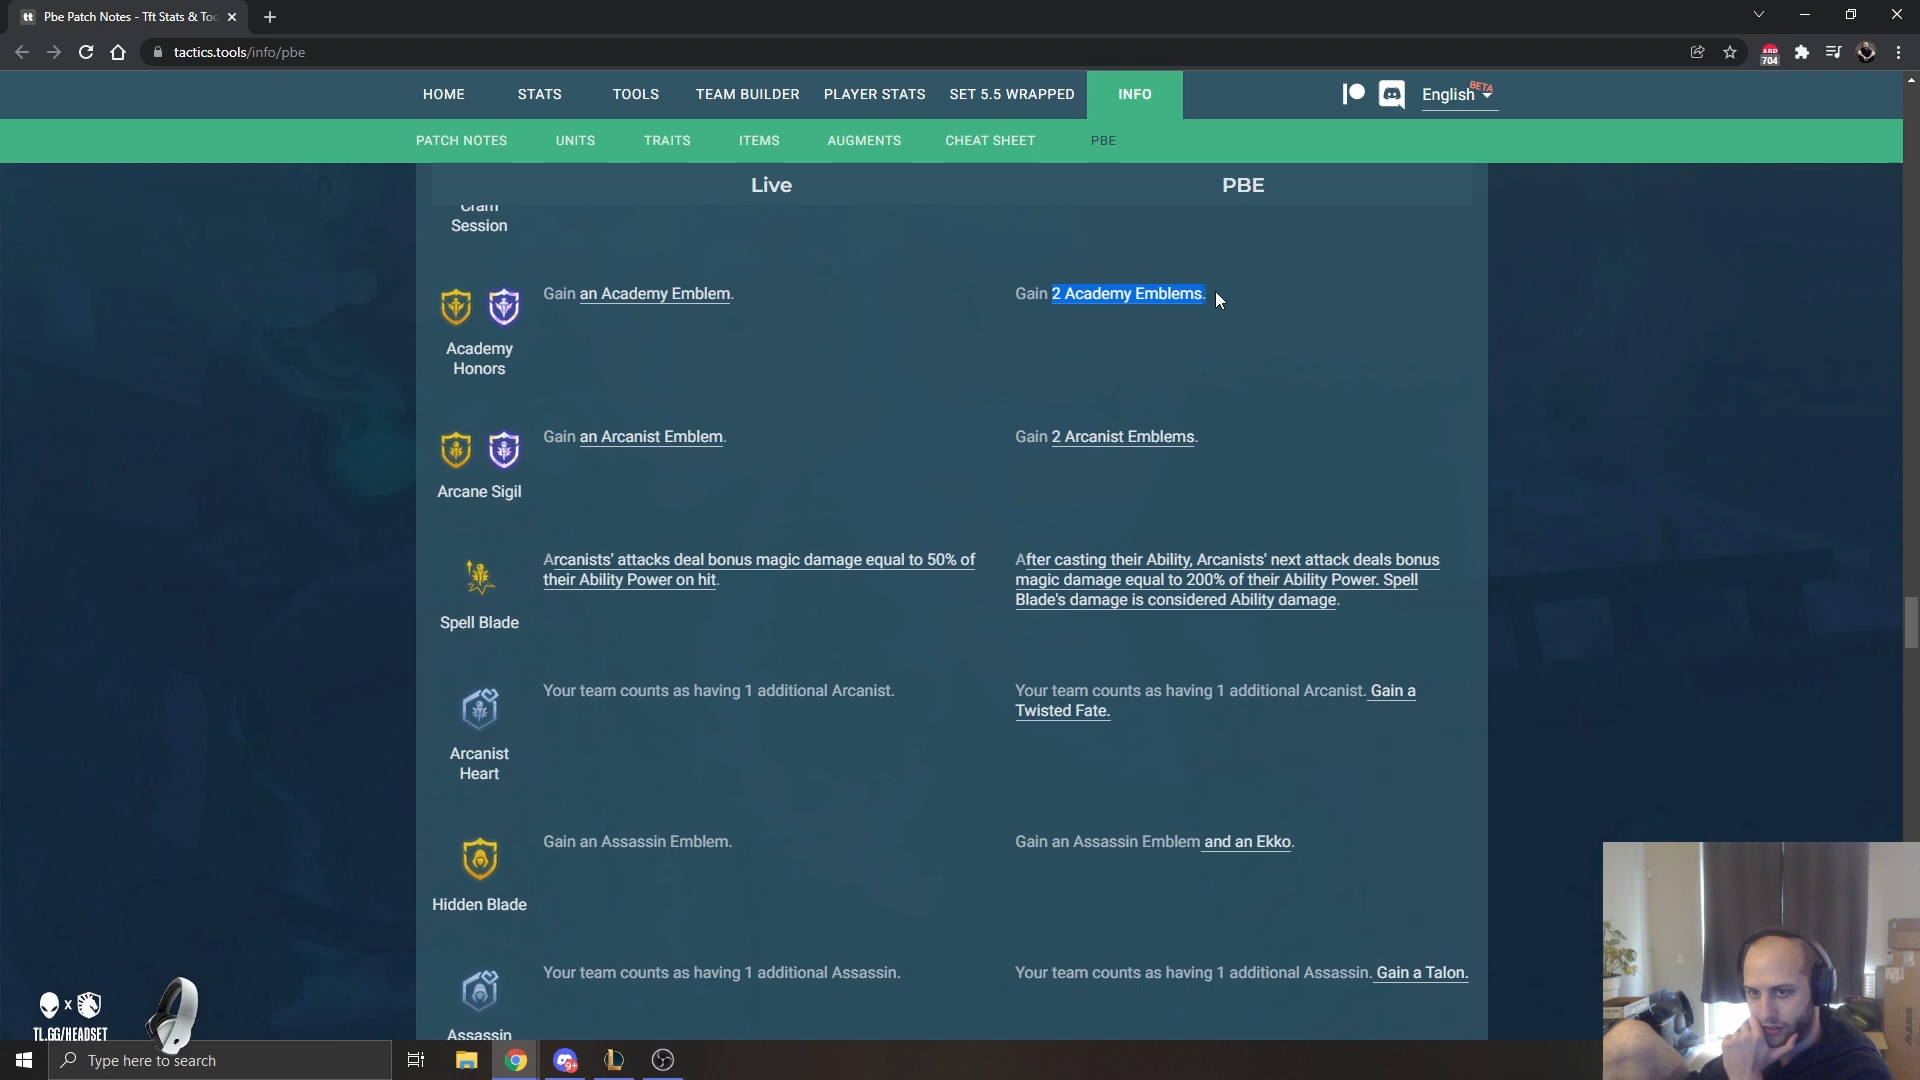 Pbe Patch Notes - Tft Stats & Too
tactics.tools/info/pbe
ABP
704
HOME
STATS
TOOLS
TEAM BUILDER
PLAYER STATS
SET 5.5 WRAPPED
INFO
English
BETA
PATCH NOTES
UNITS
TRAITS
ITEMS
AUGMENTS
CHEAT SHEET
PBE
Live
PBE
Cram
Session
Gain an Academy Emblem.
Gain 2 Academy Emblems.
Academy
Honors
Gain an Arcanist Emblem.
Gain 2 Arcanist Emblems.
Arcane Sigil
Arcanists' attacks deal bonus magic damage equal to 50% of
their Ability Power on hit.
After casting their Ability, Arcanists' next attack deals bonus
magic damage equal to 200% of their Ability Power. Spell
Blade's damage is considered Ability damage.
Spell Blade
Your team counts as having 1 additional Arcanist.
Your team counts as having 1 additional Arcanist. Gain a
Twisted Fate.
Arcanist
Heart
Gain an Assassin Emblem.
Gain an Assassin Emblem and an Ekko.
Hidden Blade
Your team counts as having 1 additional Assassin.
Your team counts as having 1 additional Assassin. Gain a Talon.
Assassin
x
TL.GG/HEADSET
Type here to search
9+